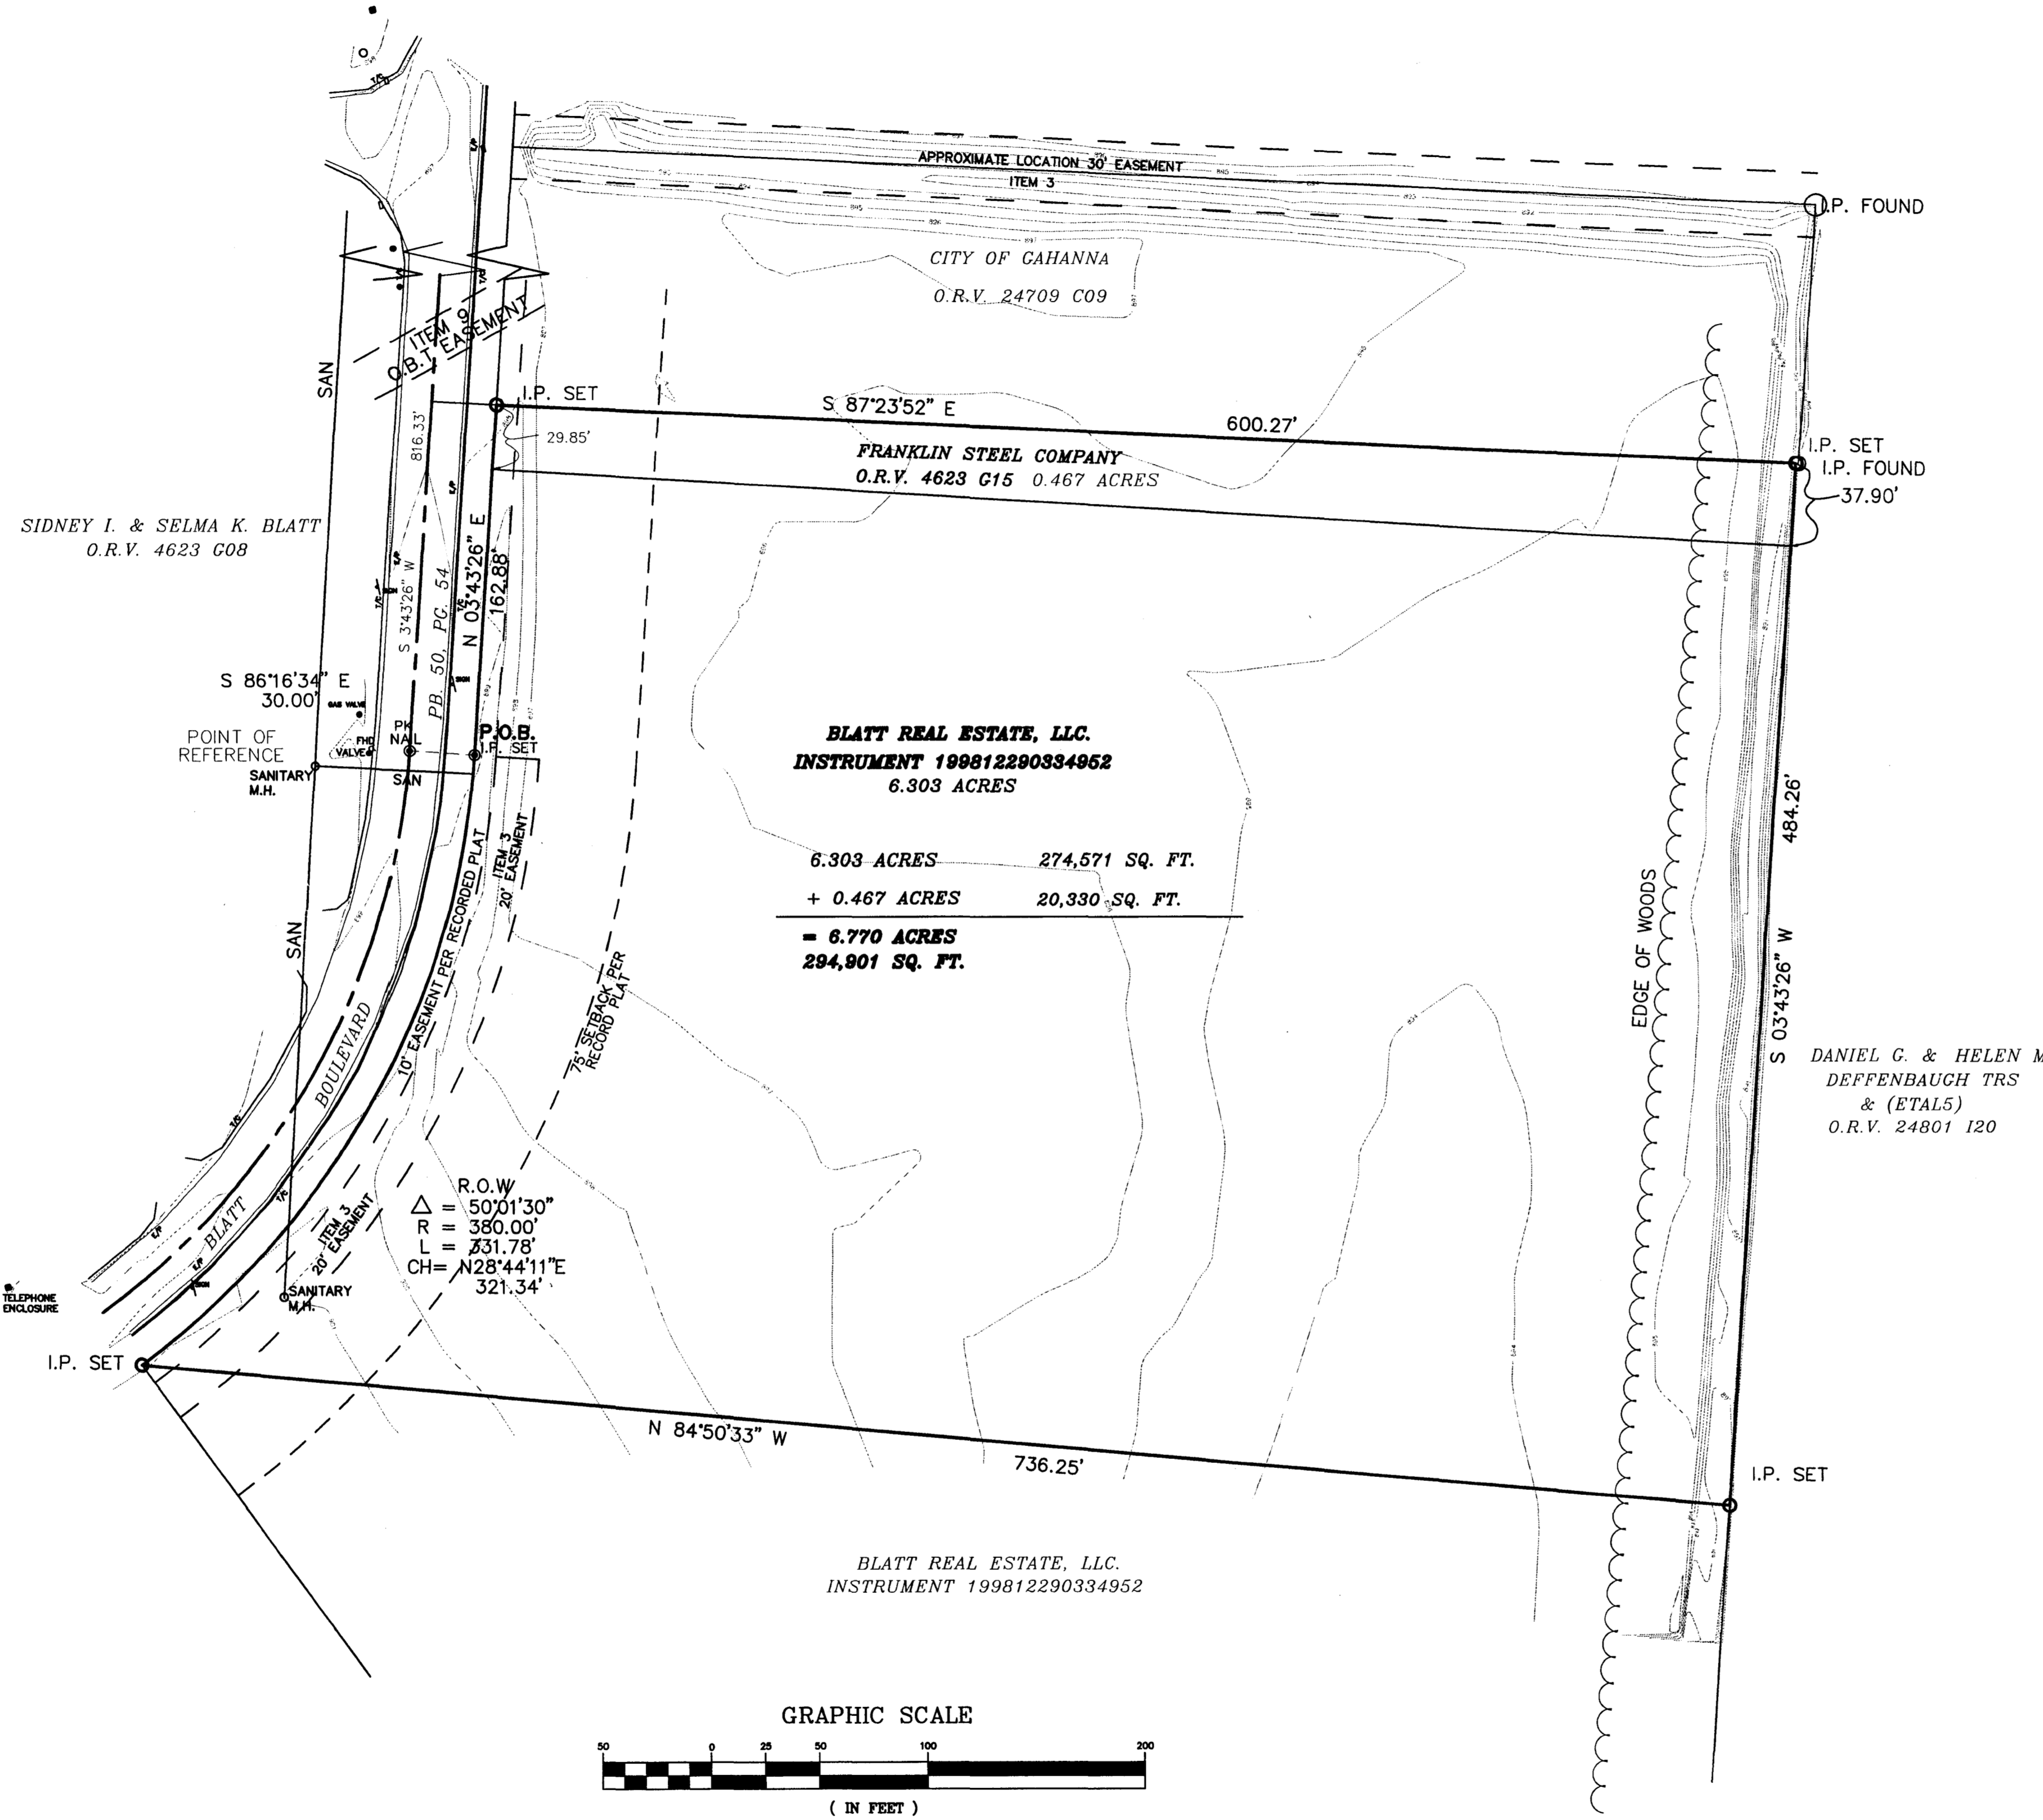 T/C
E/P
APPROXIMATE LOCATION 30' EASEMENT
ITEM 3
I.P. FOUND
CITY OF GAHANNA
O.R.V. 24709 C09
T/C
ITEM 9
O.B.T. EASEMENT
SAN
816.33'
I.P. SET
29.85'
S 87°23'52" E
600.27'
FRANKLIN STEEL COMPANY
O.R.V. 4623 G15 0.467 ACRES
I.P. SET
I.P. FOUND
37.90'
E/P
SIDNEY I. & SELMA K. BLATT
O.R.V. 4623 G08
E/P
T/C
SIGN
S 3°43'26" W
PB. 50, PG. 54
T/C
N 03°43'26" E
162.88'
S 86°16'34" E
30.00'
GAS VALVE
SIGN
POINT OF
REFERENCE
FHD
VALVE
PK
NAIL
P.O.B.
I.P. SET
SANITARY
M.H.
SAN
BLATT REAL ESTATE, LLC.
INSTRUMENT 199812290334952
6.303 ACRES
6.303 ACRES 274,571 SQ. FT.
+ 0.467 ACRES 20,330 SQ. FT.
= 6.770 ACRES
294,901 SQ. FT.
484.26'
S 03°43'26" W
EDGE OF WOODS
ITEM 3
20' EASEMENT
10' EASEMENT PER RECORDED PLAT
75' SETBACK PER
RECORD PLAT
SAN
BLATT BOULEVARD
DANIEL G. & HELEN M
DEFFENBAUGH TRS
& (ETAL5)
O.R.V. 24801 I20
T/C
T/C
E/P
E/P
SIGN
R.O.W
△ = 50°01'30"
R = 380.00'
L = 331.78'
CH= N28°44'11"E
321.34'
ITEM 3
20' EASEMENT
SANITARY
M.H.
TELEPHONE
ENCLOSURE
I.P. SET
N 84°50'33" W
736.25'
I.P. SET
BLATT REAL ESTATE, LLC.
INSTRUMENT 199812290334952
GRAPHIC SCALE
50 0 25 50 100 200
( IN FEET )